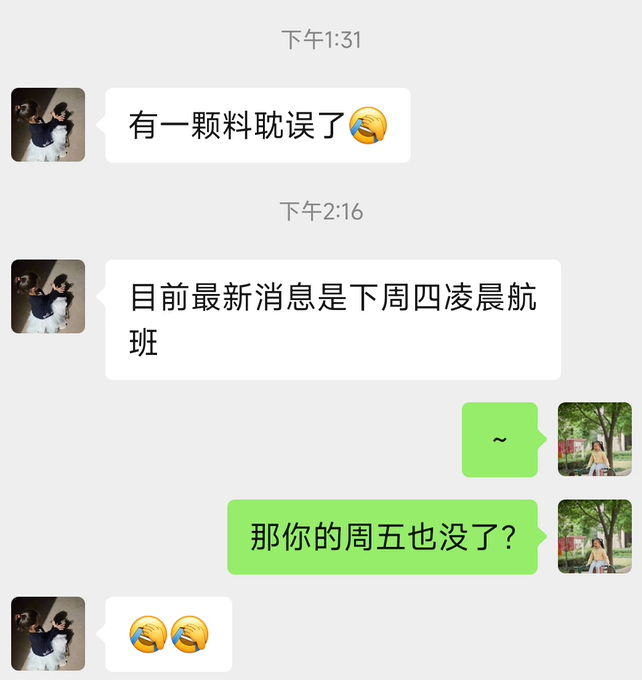 下午1:31
有一颗料耽误了🤦
下午2:16
目前最新消息是下周四凌晨航
班
~
那你的周五也没了?
🤦🤦